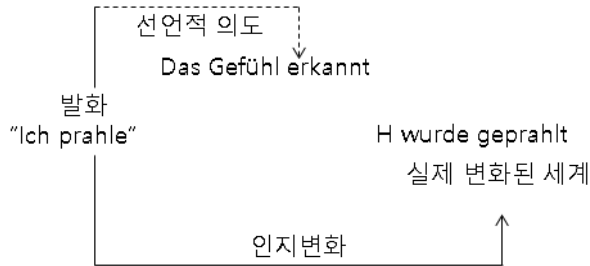 선언적 의도
Das Gefühl erkannt
발화
"Ich prahle"
H wurde geprahlt
실제 변화된 세계
인지변화